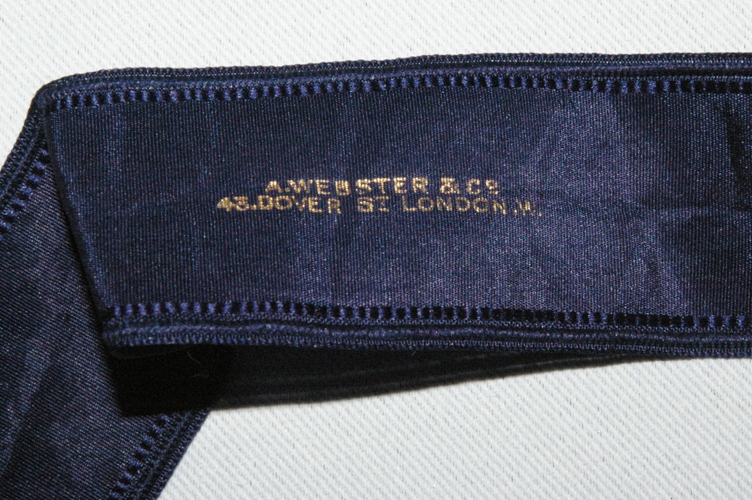 A.WEBSTER & Co
43.DOVER ST LONDON.W.